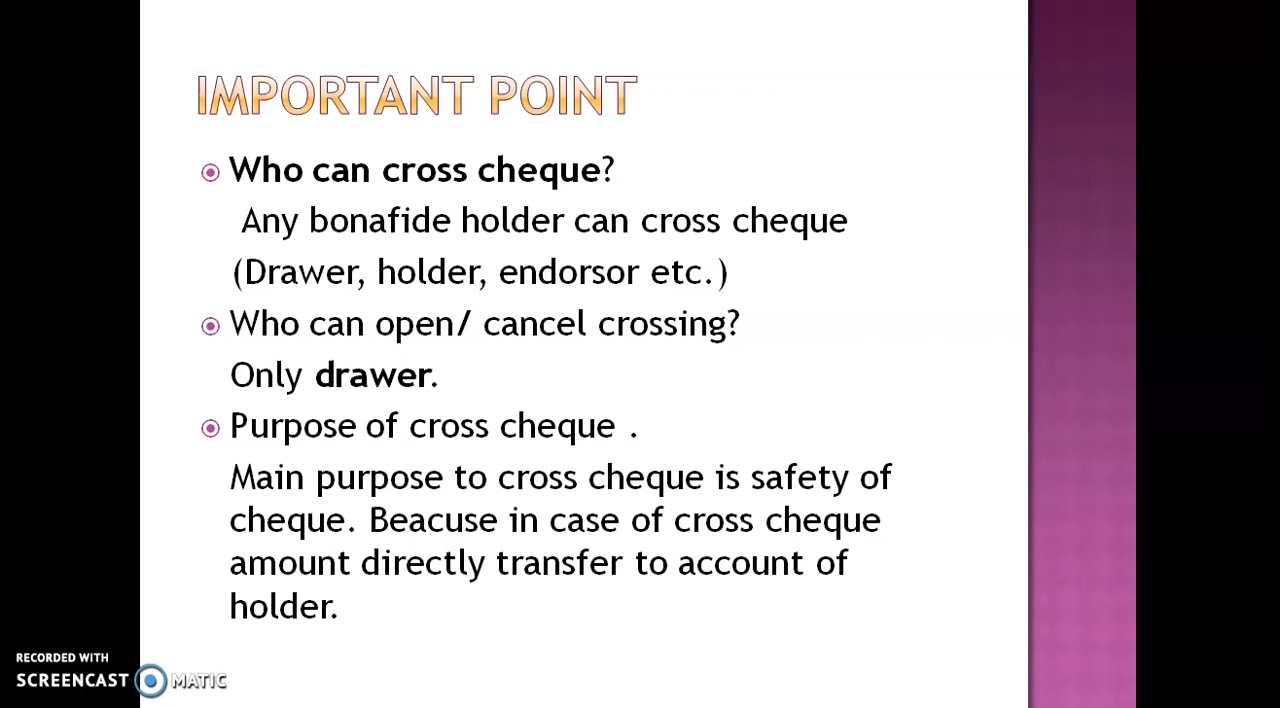 IMPORTANT POINT
Who can cross cheque?
Any bonafide holder can cross cheque
(Drawer, holder, endorsor etc.)
Who can open/ cancel crossing?
Only drawer.
Purpose of cross cheque .
Main purpose to cross cheque is safety of
cheque. Beacuse in case of cross cheque
amount directly transfer to account of
holder.
RECORDED WITH
SCREENCAST MATIC